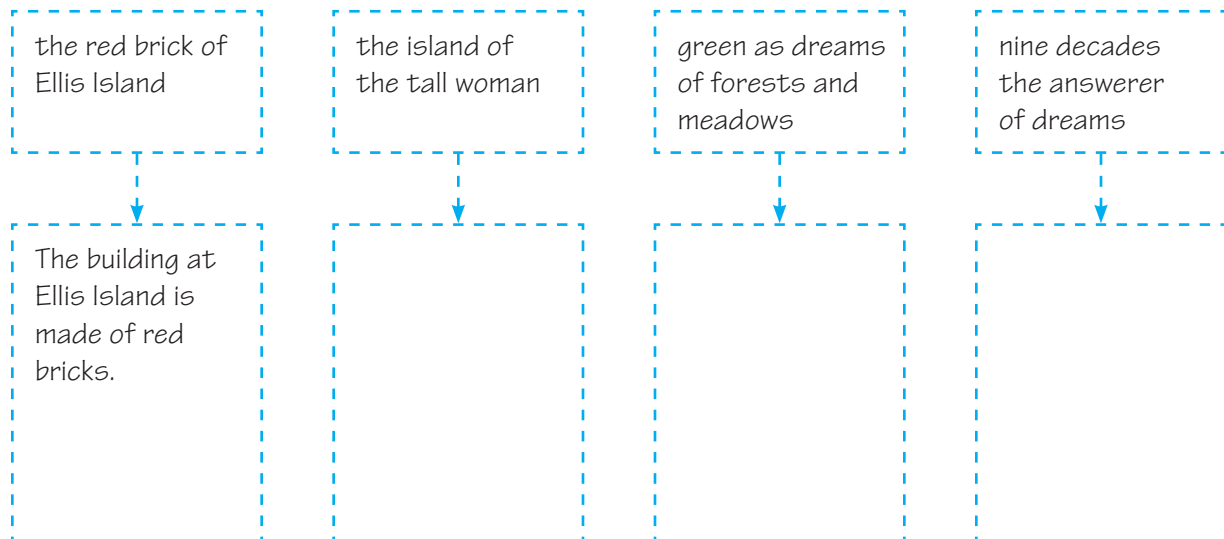 the red brick of
Ellis Island
the island of
the tall woman
green as dreams
of forests and
meadows
nine decades
the answerer
of dreams
The building at
Ellis Island is
made of red
bricks.